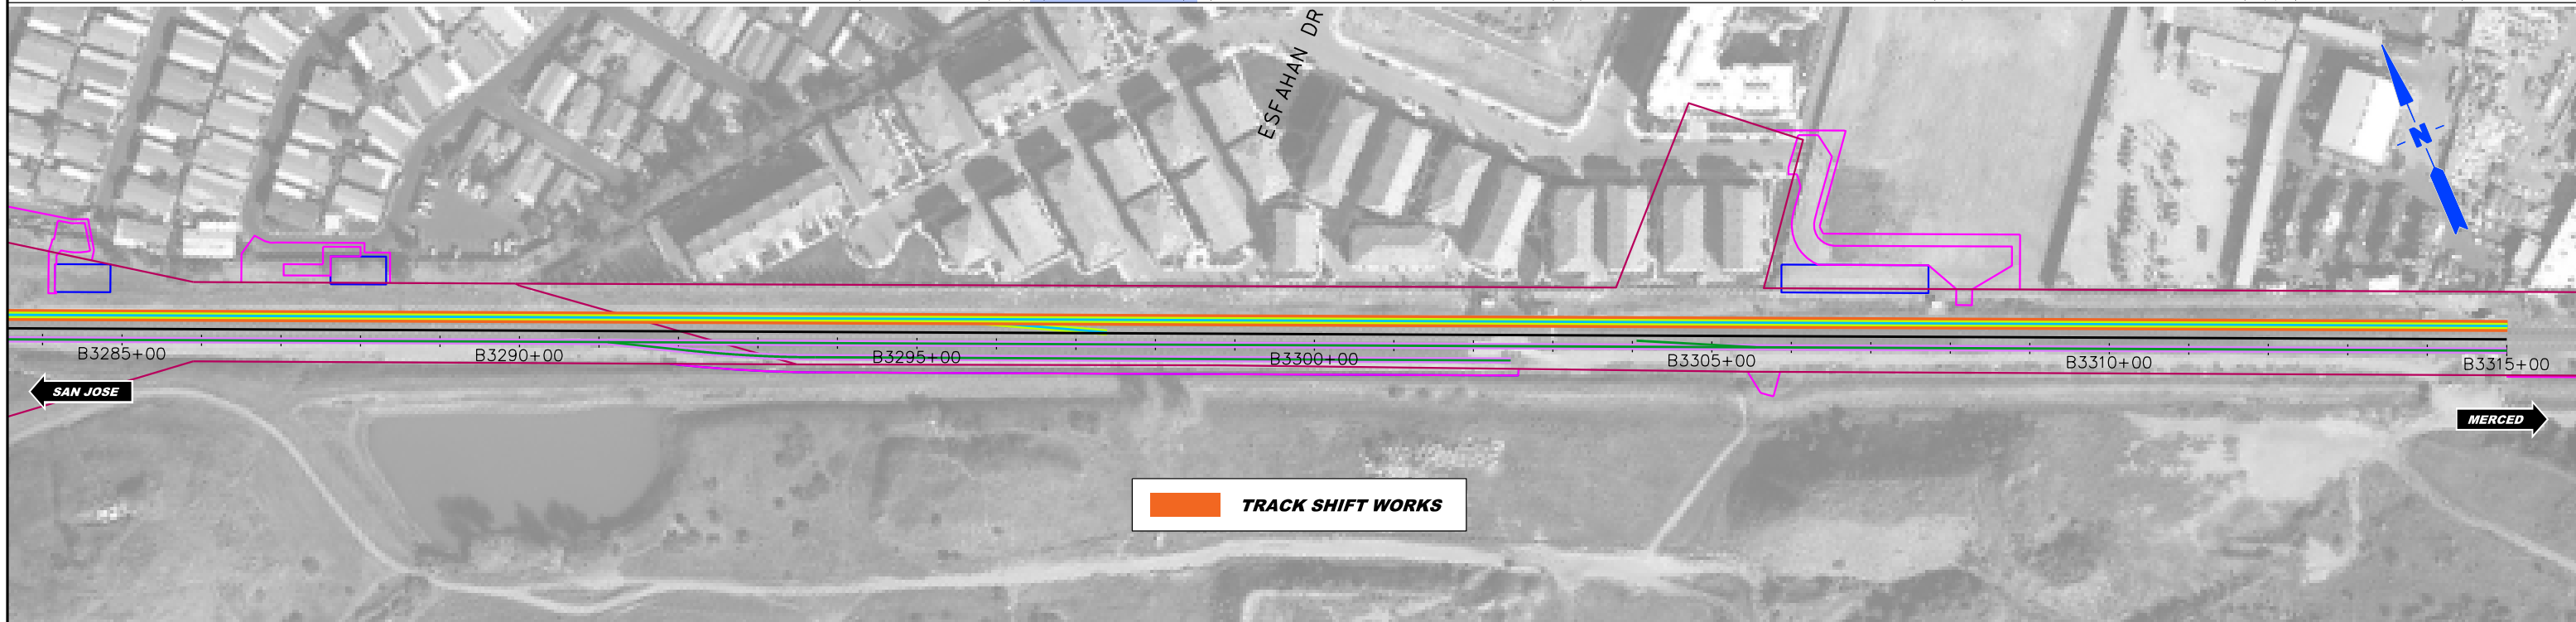 ESFAHAN DR
N
B3285+00
B3290+00
B3295+00
B3300+00
B3305+00
B3310+00
B3315+00
SAN JOSE
MERCED
TRACK SHIFT WORKS